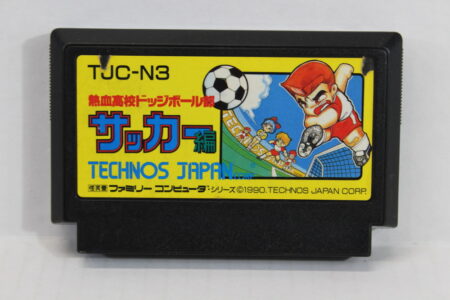 TJC-N3
熱血高校ドッジボール部
サッカー編
TECHNOS JAPAN
ファミリー コンピュータ シリーズ ©1990. TECHNOS JAPAN CORP.